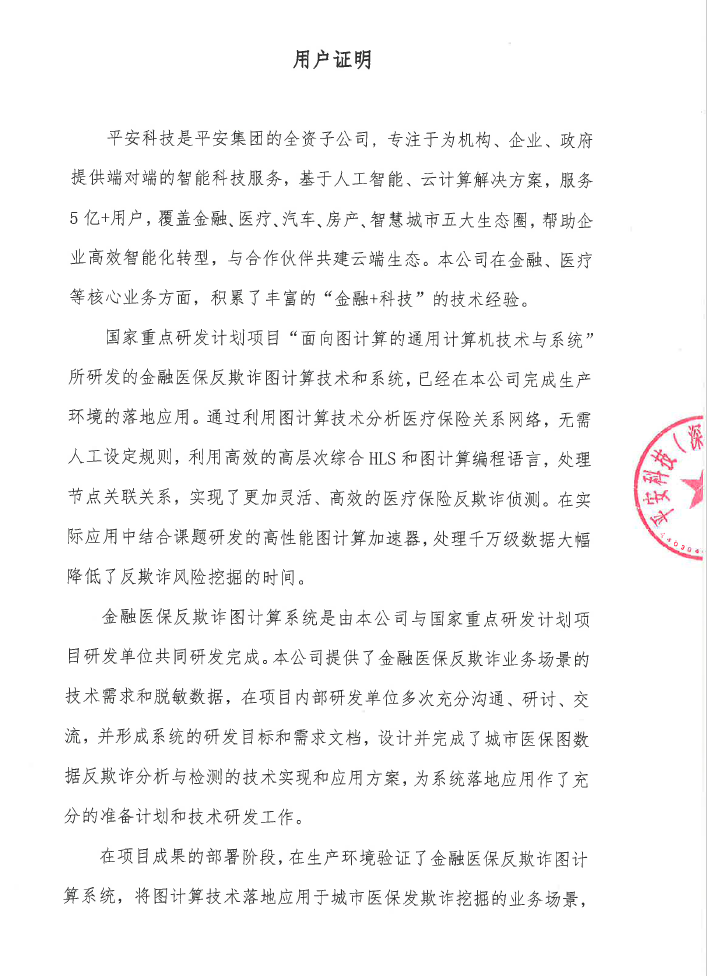 用户证明
平安科技是平安集团的全资子公司，专注于为机构、企业、政府
提供端对端的智能科技服务，基于人工智能、云计算解决方案，服务
5 亿+用户，覆盖金融、医疗、汽车、房产、智慧城市五大生态圈，帮助企
业高效智能化转型，与合作伙伴共建云端生态。本公司在金融、医疗
等核心业务方面，积累了丰富的“金融+科技”的技术经验。
国家重点研发计划项目“面向图计算的通用计算机技术与系统”
所研发的金融医保反欺诈图计算技术和系统，已经在本公司完成生产
环境的落地应用。通过利用图计算技术分析医疗保险关系网络，无需
人工设定规则，利用高效的高层次综合 HLS 和图计算编程语言，处理
节点关联关系，实现了更加灵活、高效的医疗保险反欺诈侦测。在实
际应用中结合课题研发的高性能图计算加速器，处理千万级数据大幅
降低了反欺诈风险挖掘的时间。
金融医保反欺诈图计算系统是由本公司与国家重点研发计划项
目研发单位共同研发完成。本公司提供了金融医保反欺诈业务场景的
技术需求和脱敏数据，在项目内部研发单位多次充分沟通、研讨、交
流，并形成系统的研发目标和需求文档，设计并完成了城市医保图数
据反欺诈分析与检测的技术实现和应用方案，为系统落地应用作了充
分的准备计划和技术研发工作。
在项目成果的部署阶段，在生产环境验证了金融医保反欺诈图计
算系统，将图计算技术落地应用于城市医保发欺诈挖掘的业务场景，
平安科技（深